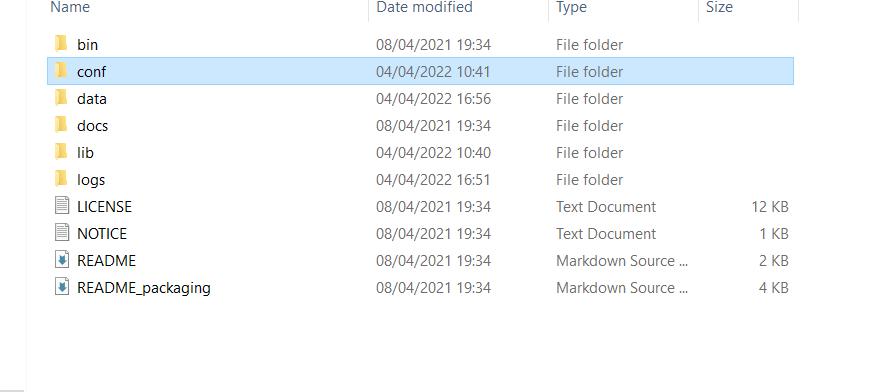 Name Date modified Type Size
bin 08/04/2021 19:34 File folder
conf 04/04/2022 10:41 File folder
data 04/04/2022 16:56 File folder
docs 08/04/2021 19:34 File folder
lib 04/04/2022 10:40 File folder
logs 04/04/2022 16:51 File folder
LICENSE 08/04/2021 19:34 Text Document 12 KB
NOTICE 08/04/2021 19:34 Text Document 1 KB
README 08/04/2021 19:34 Markdown Source ... 2 KB
README_packaging 08/04/2021 19:34 Markdown Source ... 4 KB